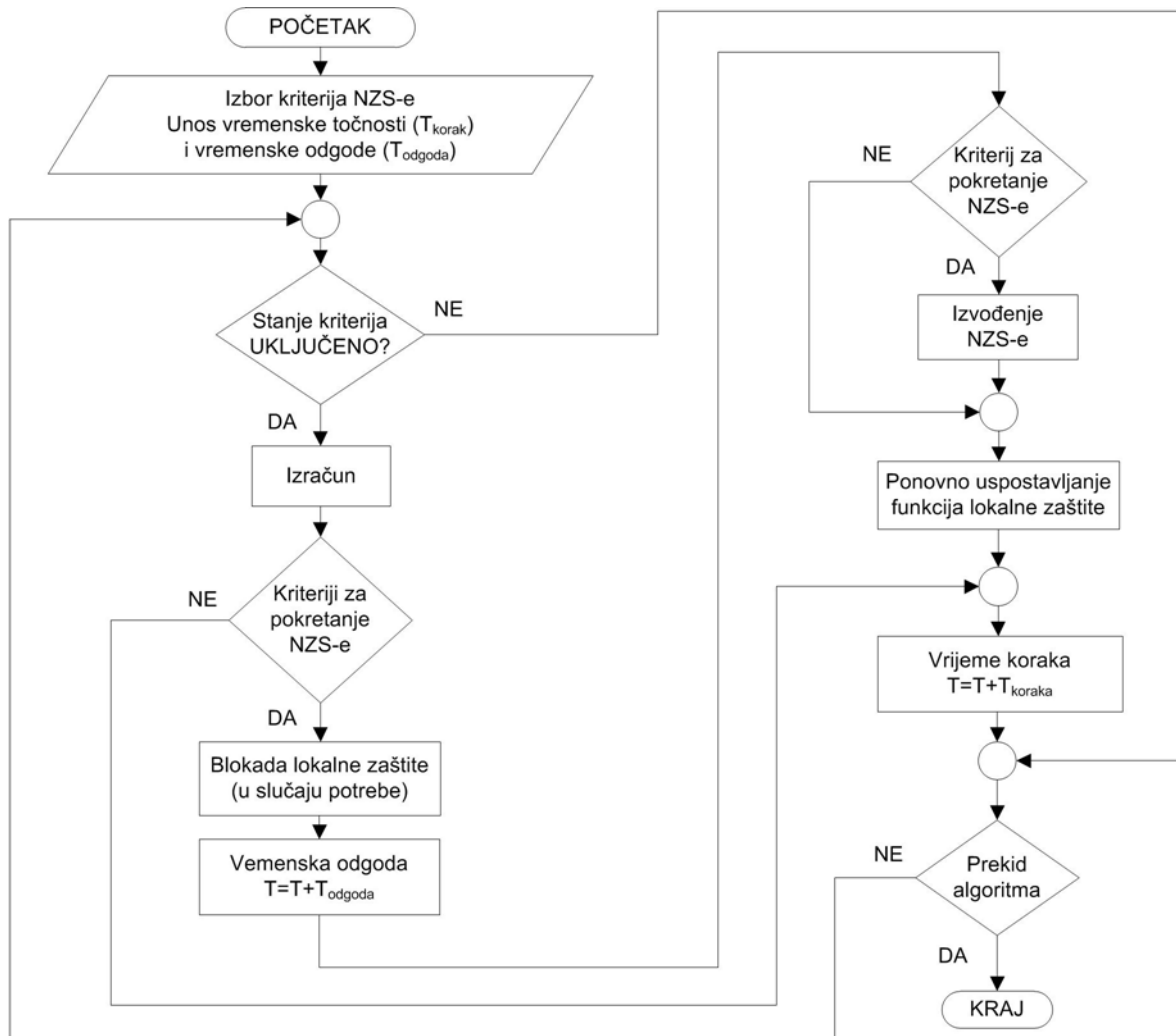 POČETAK
Izbor kriterija NZS-e
Unos vremenske točnosti (Tkorak)
i vremenske odgode (Todgoda)
Stanje kriterija
UKLJUČENO?
NE
DA
Izračun
Kriteriji za
pokretanje
NZS-e
NE
DA
Blokada lokalne zaštite
(u slučaju potrebe)
Vemenska odgoda
T=T+Todgoda
Kriterij za
pokretanje
NZS-e
NE
DA
Izvođenje
NZS-e
Ponovno uspostavljanje
funkcija lokalne zaštite
Vrijeme koraka
T=T+Tkoraka
Prekid
algoritma
NE
DA
KRAJ